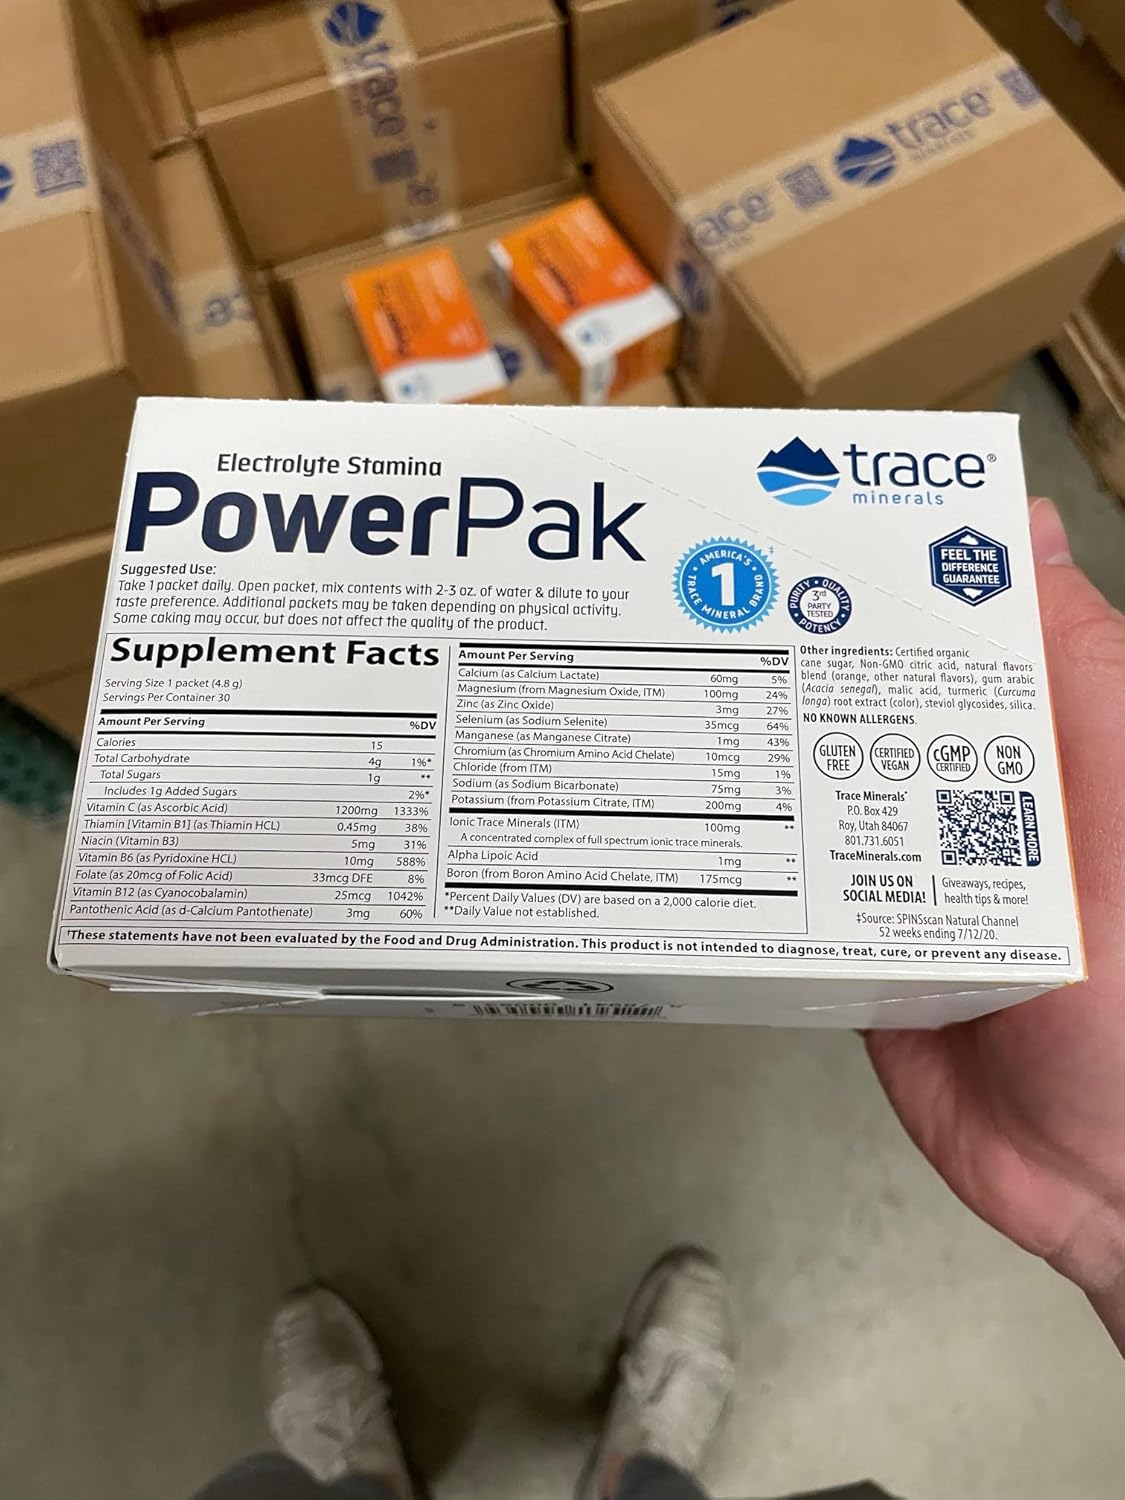 trace
trace
ace
Electrolyte Stamina
PowerPak
trace®
minerals
Suggested Use:
Take 1 packet daily. Open packet, mix contents with 2-3 oz. of water & dilute to your
taste preference. Additional packets may be taken depending on physical activity.
Some caking may occur, but does not affect the quality of the product.
AMERICA'S
1
TRACE MINERAL BRAND
‡
PURITY • QUALITY
3rd
PARTY
TESTED
POTENCY
FEEL THE
DIFFERENCE
GUARANTEE
Supplement Facts
Serving Size 1 packet (4.8 g)
Servings Per Container 30
Amount Per Serving %DV
Calories 15
Total Carbohydrate 4g 1%*
Total Sugars 1g **
Includes 1g Added Sugars 2%*
Vitamin C (as Ascorbic Acid) 1200mg 1333%
Thiamin [Vitamin B1] (as Thiamin HCL) 0.45mg 38%
Niacin (Vitamin B3) 5mg 31%
Vitamin B6 (as Pyridoxine HCL) 10mg 588%
Folate (as 20mcg of Folic Acid) 33mcg DFE 8%
Vitamin B12 (as Cyanocobalamin) 25mcg 1042%
Pantothenic Acid (as d-Calcium Pantothenate) 3mg 60%
Amount Per Serving %DV
Calcium (as Calcium Lactate) 60mg 5%
Magnesium (from Magnesium Oxide, ITM) 100mg 24%
Zinc (as Zinc Oxide) 3mg 27%
Selenium (as Sodium Selenite) 35mcg 64%
Manganese (as Manganese Citrate) 1mg 43%
Chromium (as Chromium Amino Acid Chelate) 10mcg 29%
Chloride (from ITM) 15mg 1%
Sodium (as Sodium Bicarbonate) 75mg 3%
Potassium (from Potassium Citrate, ITM) 200mg 4%
Ionic Trace Minerals (ITM) 100mg **
A concentrated complex of full spectrum ionic trace minerals.
Alpha Lipoic Acid 1mg **
Boron (from Boron Amino Acid Chelate, ITM) 175mcg **
*Percent Daily Values (DV) are based on a 2,000 calorie diet.
**Daily Value not established.
Other ingredients: Certified organic
cane sugar, Non-GMO citric acid, natural flavors
blend (orange, other natural flavors), gum arabic
(Acacia senegal), malic acid, turmeric (Curcuma
longa) root extract (color), steviol glycosides, silica.
NO KNOWN ALLERGENS.
GLUTEN
FREE
CERTIFIED
VEGAN
cGMP
CERTIFIED
NON
GMO
Trace Minerals®
P.O. Box 429
Roy, Utah 84067
801.731.6051
TraceMinerals.com
LEARN MORE
JOIN US ON
SOCIAL MEDIA!
Giveaways, recipes,
health tips & more!
‡Source: SPINSscan Natural Channel
52 weeks ending 7/12/20.
†These statements have not been evaluated by the Food and Drug Administration. This product is not intended to diagnose, treat, cure, or prevent any disease.